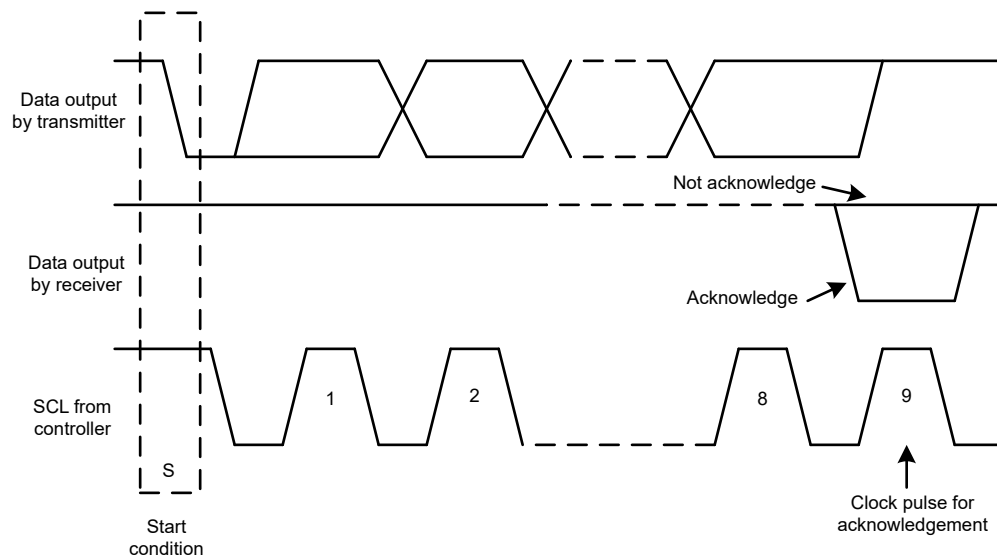 Data output
by transmitter
Not acknowledge
Data output
by receiver
Acknowledge
SCL from
controller
1
2
8
9
S
Start
condition
Clock pulse for
acknowledgement